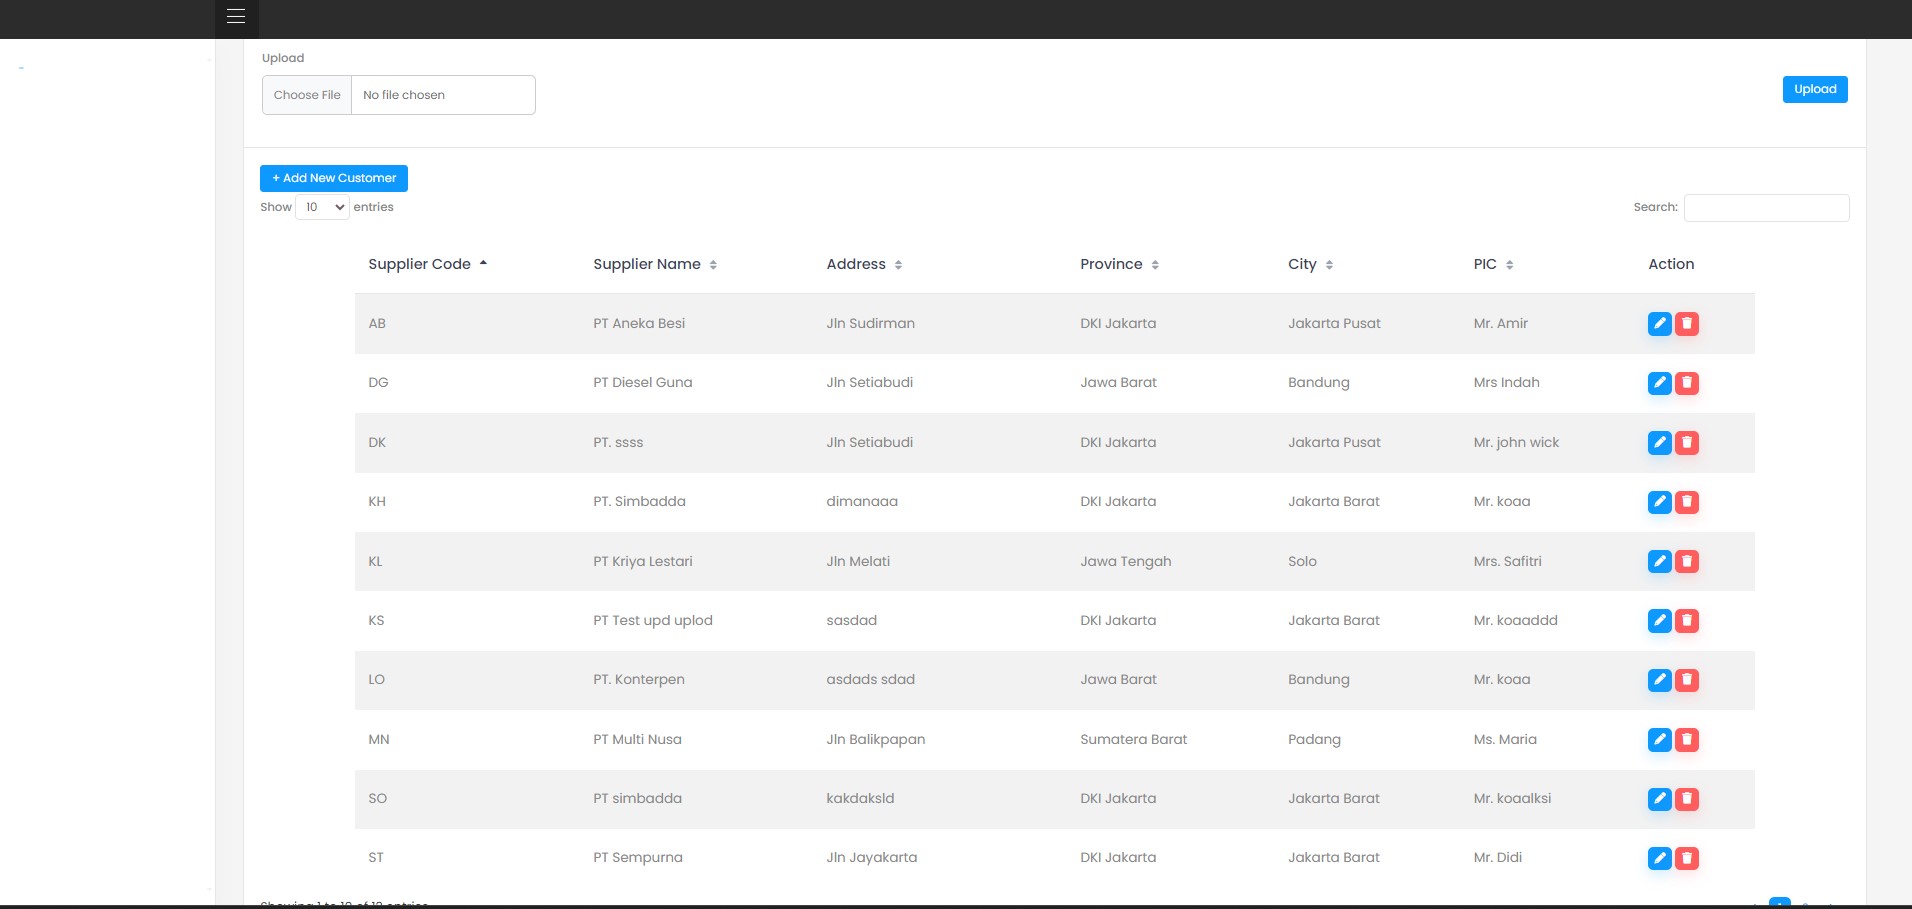 Upload
Choose File No file chosen
Upload
+ Add New Customer
Show 10 entries
Search:
Supplier Code Supplier Name Address Province City PIC Action
AB PT Aneka Besi Jln Sudirman DKI Jakarta Jakarta Pusat Mr. Amir
DG PT Diesel Guna Jln Setiabudi Jawa Barat Bandung Mrs Indah
DK PT. ssss Jln Setiabudi DKI Jakarta Jakarta Pusat Mr. john wick
KH PT. Simbadda dimanaaa DKI Jakarta Jakarta Barat Mr. koaa
KL PT Kriya Lestari Jln Melati Jawa Tengah Solo Mrs. Safitri
KS PT Test upd uplod sasdad DKI Jakarta Jakarta Barat Mr. koaaddd
LO PT. Konterpen asdads sdad Jawa Barat Bandung Mr. koaa
MN PT Multi Nusa Jln Balikpapan Sumatera Barat Padang Ms. Maria
SO PT simbadda kakdaksld DKI Jakarta Jakarta Barat Mr. koaalksi
ST PT Sempurna Jln Jayakarta DKI Jakarta Jakarta Barat Mr. Didi